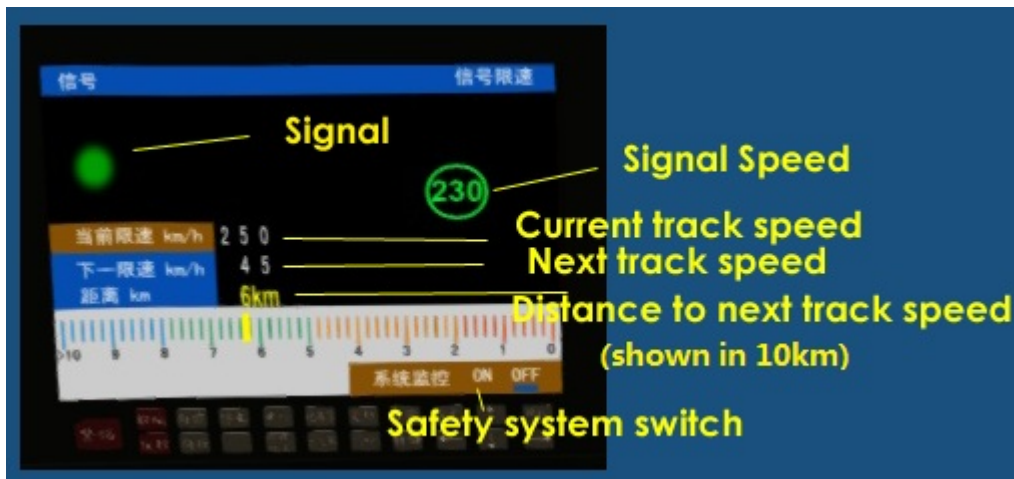 信号 信号限速
Signal
Signal Speed
230
当前限速 km/h 250
Current track speed
下一限速 km/h 45
Next track speed
距离 km 6km
Distance to next track speed
(shown in 10km)
>10 9 8 7 6 5 4 3 2 1 0
系统监控 ON OFF
Safety system switch